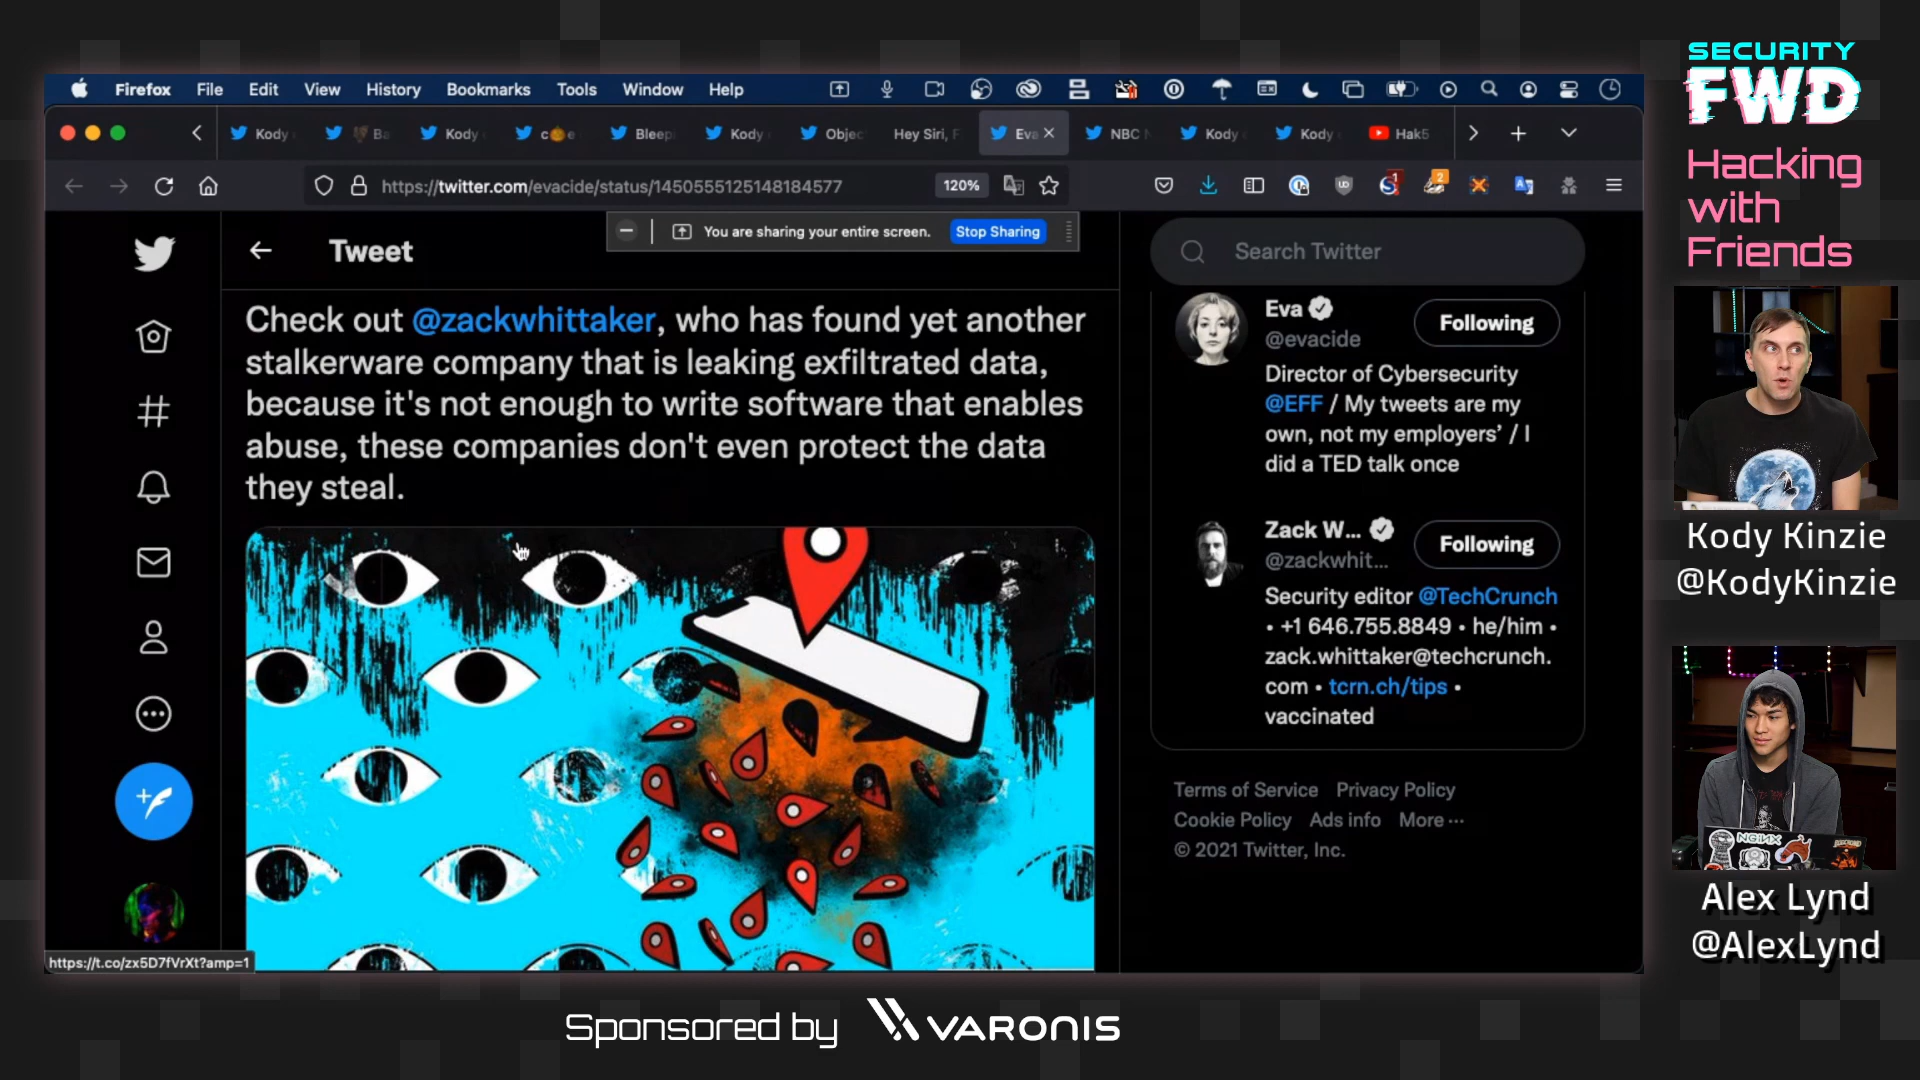 SECURITY
FWD
Hacking
with
Friends
Firefox File Edit View History Bookmarks Tools Window Help
Kody Ba Kody c🎃e Bleep Kody Objec Hey Siri, F Eva NBC N Kody Kody Hak5
https://twitter.com/evacide/status/1450555125148184577 120%
You are sharing your entire screen. Stop Sharing
Tweet
Search Twitter
Check out @zackwhittaker, who has found yet another
stalkerware company that is leaking exfiltrated data,
because it's not enough to write software that enables
abuse, these companies don't even protect the data
they steal.
Eva
@evacide
Following
Director of Cybersecurity
@EFF / My tweets are my
own, not my employers’ / I
did a TED talk once
Zack W...
@zackwhit...
Following
Security editor @TechCrunch
• +1 646.755.8849 • he/him •
zack.whittaker@techcrunch.
com • tcrn.ch/tips •
vaccinated
Terms of Service Privacy Policy
Cookie Policy Ads info More ···
© 2021 Twitter, Inc.
https://t.co/zx5D7fVrXt?amp=1
Kody Kinzie
@KodyKinzie
NGINX
Alex Lynd
@AlexLynd
Sponsored by VARONIS